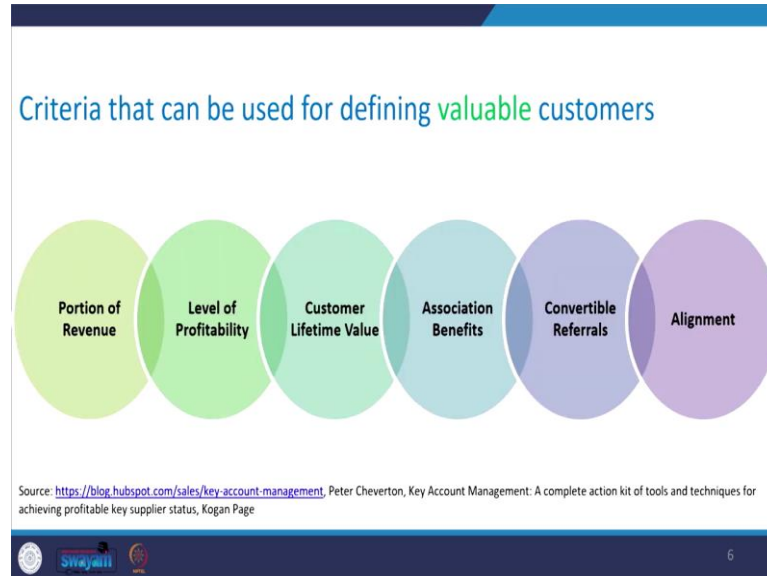 Criteria that can be used for defining valuable customers
Portion of
Revenue
Level of
Profitability
Customer
Lifetime Value
Association
Benefits
Convertible
Referrals
Alignment
Source: https://blog.hubspot.com/sales/key-account-management, Peter Cheverton, Key Account Management: A complete action kit of tools and techniques for
achieving profitable key supplier status, Kogan Page
swayam
6